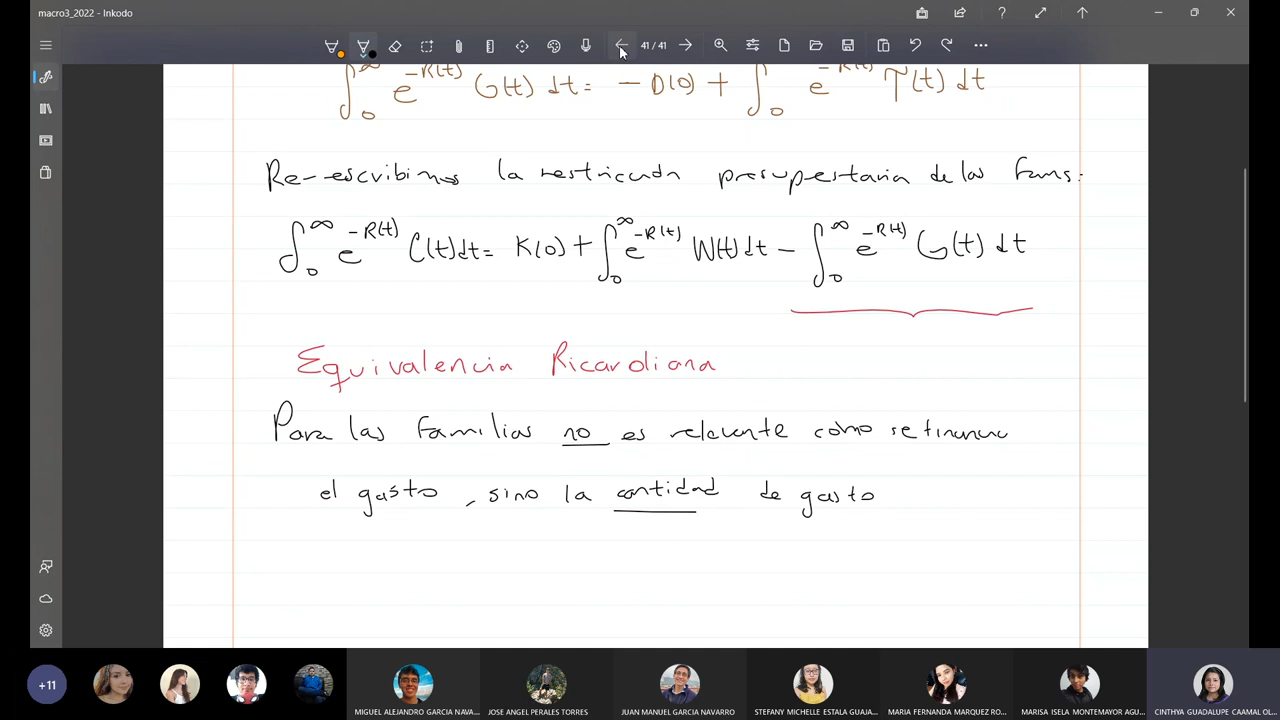 macro3_2022 - Inkodo
41 / 41
∫₀^∞ e^-R(t) G(t) dt = - D(0) + ∫₀ e^-R(t) T(t) dt
Re-escribimos la restricción presupuestaria de las fams:
∫₀^∞ e^-R(t) C(t)dt = K(0) + ∫₀^∞ e^-R(t) W(t)dt - ∫₀^∞ e^-R(t) G(t) dt
Equivalencia Ricardiana
Para las familias no es relevante como se financia
el gasto, sino la cantidad de gasto
+11
MIGUEL ALEJANDRO GARCIA NAVA...
JOSE ANGEL PERALES TORRES
JUAN MANUEL GARCIA NAVARRO
STEFANY MICHELLE ESTALA GUAJA...
MARIA FERNANDA MARQUEZ RO...
MARISA ISELA MONTEMAYOR AGU...
CINTHYA GUADALUPE CAAMAL OL...